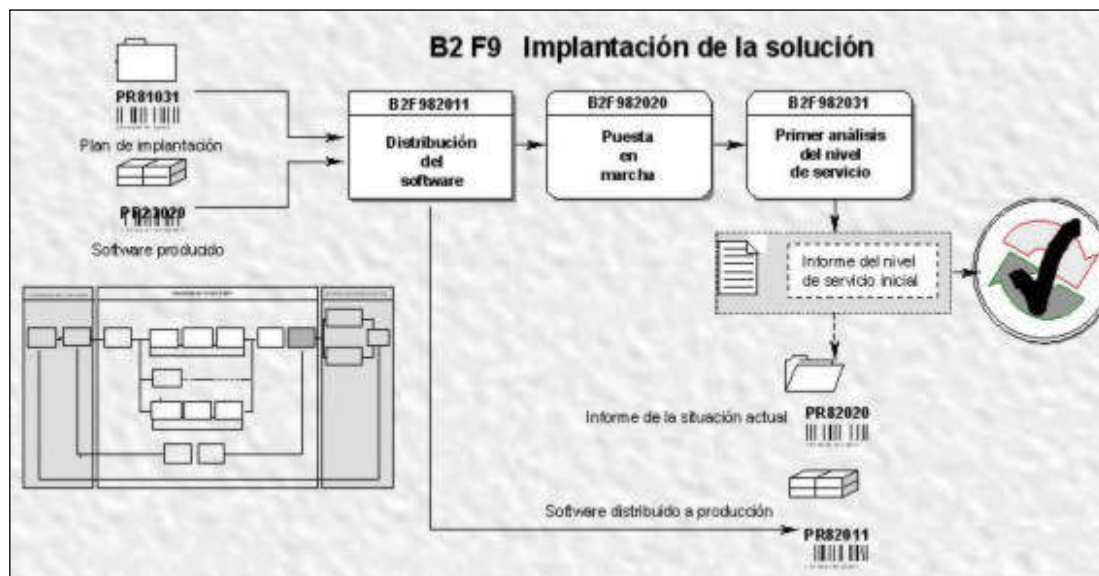 B2 F9 Implantación de la solución
PR81031
Plan de implantación
PR23020
Software producido
B2F982011
Distribución
del
software
B2F982020
Puesta
en
marcha
B2F982031
Primer análisis
del nivel
de servicio
Informe del nivel
de servicio inicial
Informe de la situación actual
PR82020
Software distribuído a producción
PR82011